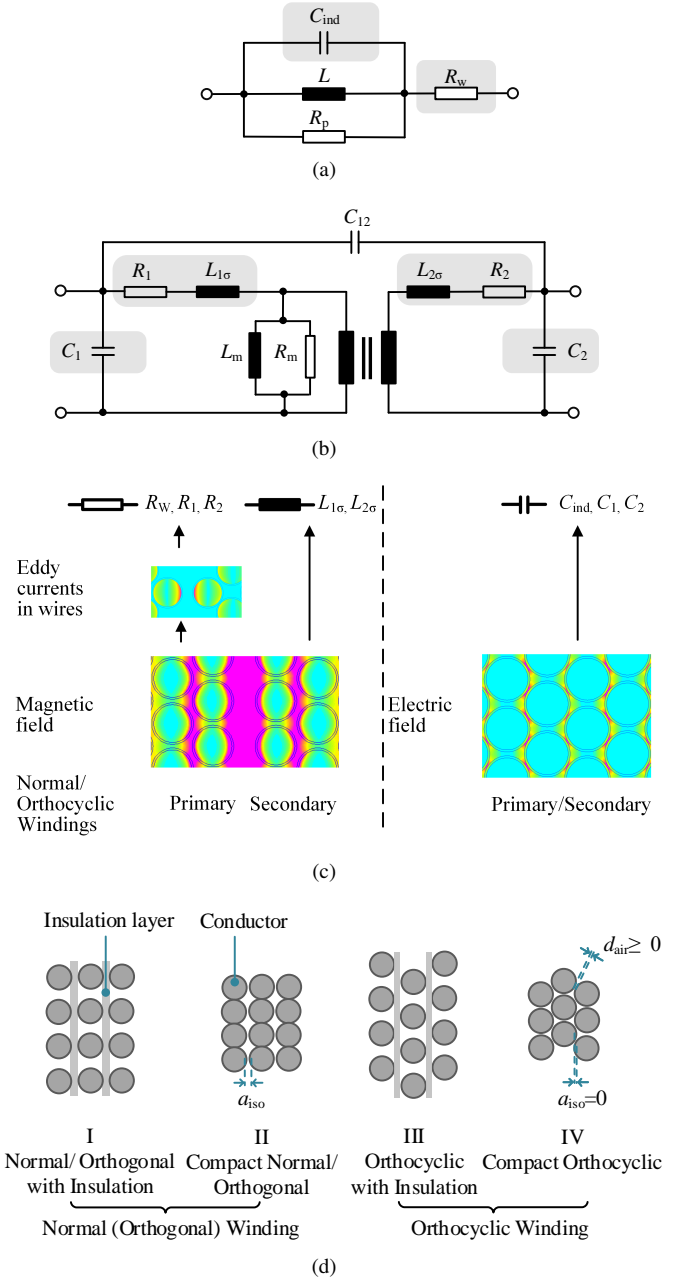 C_ind
L
R_w
R_p
(a)
C_12
R_1 L_1σ L_2σ R_2
C_1 L_m R_m C_2
(b)
R_W, R_1, R_2 L_1σ, L_2σ C_ind, C_1, C_2
Eddy
currents
in wires
Magnetic
field
Electric
field
Normal/
Orthocyclic
Windings
Primary Secondary
Primary/Secondary
(c)
Insulation layer Conductor
d_air ≥ 0
a_iso
a_iso=0
I
Normal/ Orthogonal
with Insulation
II
Compact Normal/
Orthogonal
III
Orthocyclic
with Insulation
IV
Compact Orthocyclic
Normal (Orthogonal) Winding
Orthocyclic Winding
(d)